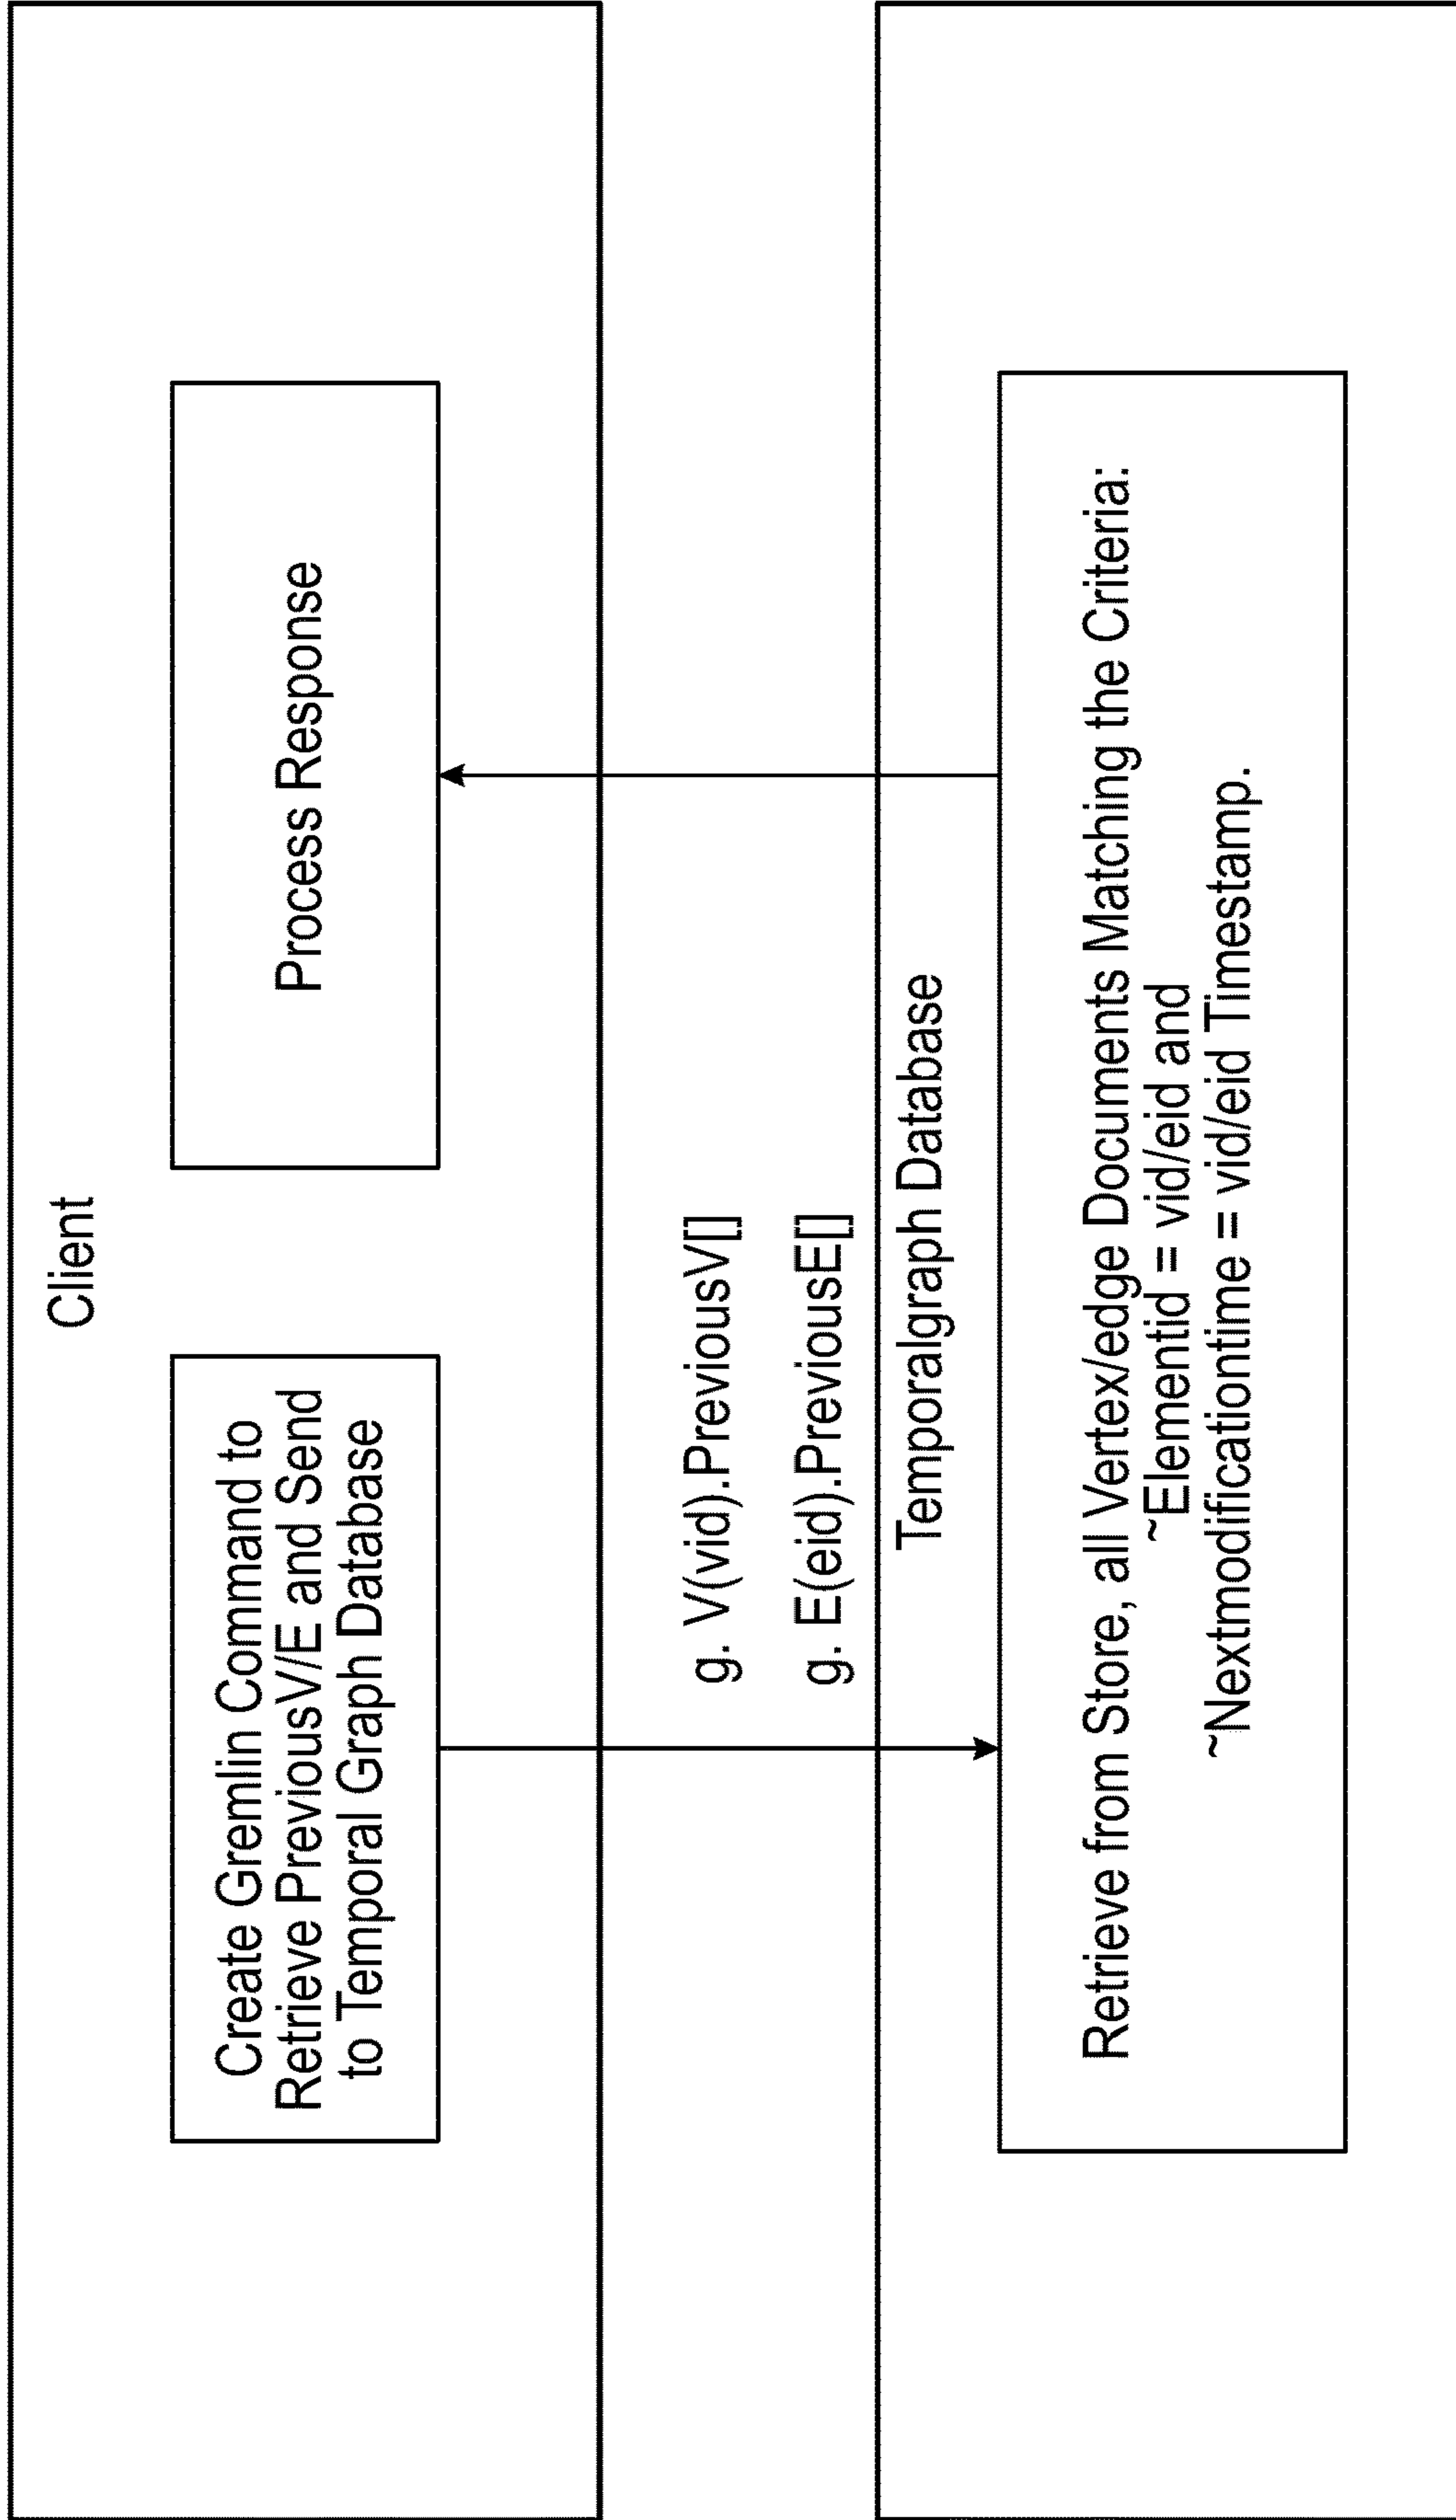 Client
Create Gremlin Command to
Retrieve PreviousV/E and Send
to Temporal Graph Database
Process Response
g. V(vid).PreviousV[]
g. E(eid).PreviousE[]
Temporalgraph Database
Retrieve from Store, all Vertex/edge Documents Matching the Criteria:
~Elementid = vid/eid and
~Nextmodificationtime = vid/eid Timestamp.